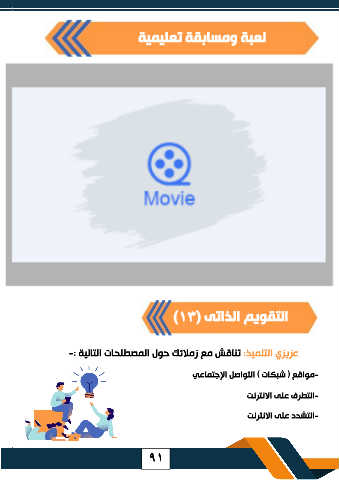 لعبة ومسابقة تعليمية
Movie
التقويم الذاتى (١٣)
عزيزي التلميذ: تناقش مع زملائك حول المصطلحات التالية :-
-مواقع ( شبكات ) التواصل الإجتماعي
-التطرف على الانترنت
-التشدد على الانترنت
٩١